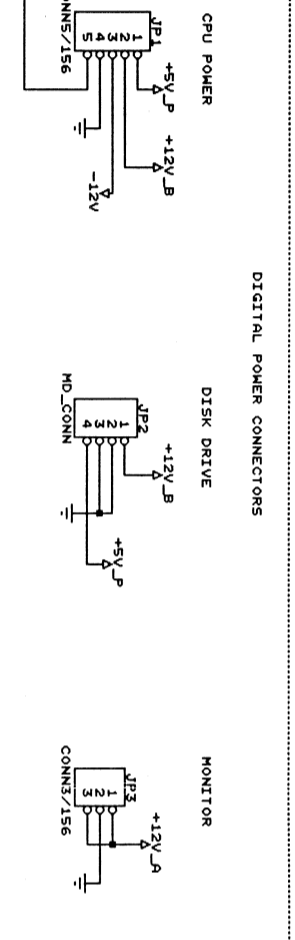 DIGITAL POWER CONNECTORS
CPU POWER
JP1
1
2
3
4
5
NN5/156
+5V_P
+12V_B
-12V
DISK DRIVE
JP2
1
2
3
4
MD_CONN
+12V_B
+5V_P
MONITOR
JP3
1
2
3
CONN3/156
+12V_A